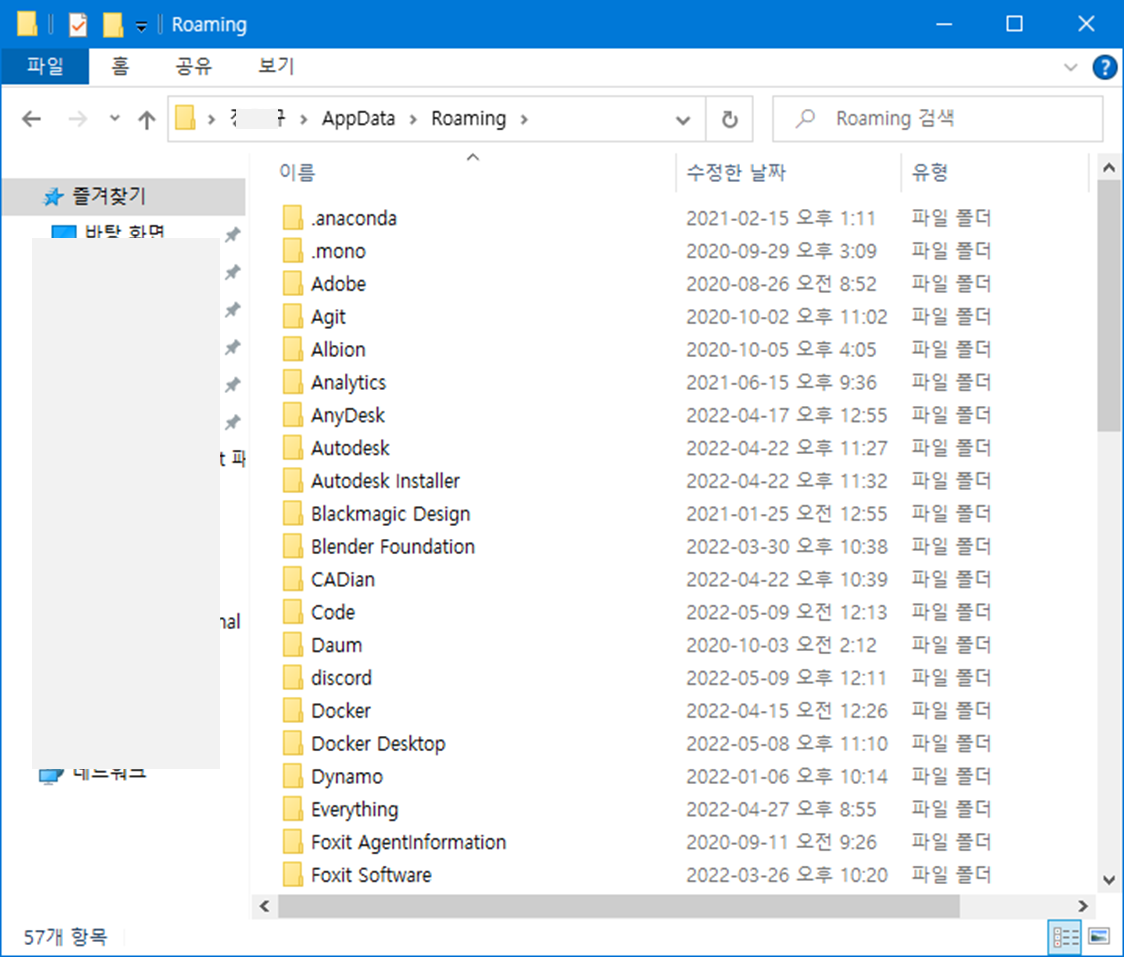 Roaming
파일 홈 공유 보기
AppData Roaming
Roaming 검색
이름 수정한 날짜 유형
즐겨찾기
바탕 화면
네트워크
.anaconda 2021-02-15 오후 1:11 파일 폴더
.mono 2020-09-29 오후 3:09 파일 폴더
Adobe 2020-08-26 오전 8:52 파일 폴더
Agit 2020-10-02 오후 11:02 파일 폴더
Albion 2020-10-05 오후 4:05 파일 폴더
Analytics 2021-06-15 오후 9:36 파일 폴더
AnyDesk 2022-04-17 오후 12:55 파일 폴더
Autodesk 2022-04-22 오후 11:27 파일 폴더
Autodesk Installer 2022-04-22 오후 11:32 파일 폴더
Blackmagic Design 2021-01-25 오전 12:55 파일 폴더
Blender Foundation 2022-03-30 오후 10:38 파일 폴더
CADian 2022-04-22 오후 10:39 파일 폴더
Code 2022-05-09 오전 12:13 파일 폴더
Daum 2020-10-03 오전 2:12 파일 폴더
discord 2022-05-09 오후 12:11 파일 폴더
Docker 2022-04-15 오전 12:26 파일 폴더
Docker Desktop 2022-05-08 오후 11:10 파일 폴더
Dynamo 2022-01-06 오후 10:14 파일 폴더
Everything 2022-04-27 오후 8:55 파일 폴더
Foxit AgentInformation 2020-09-11 오전 9:26 파일 폴더
Foxit Software 2022-03-26 오후 10:20 파일 폴더
57개 항목